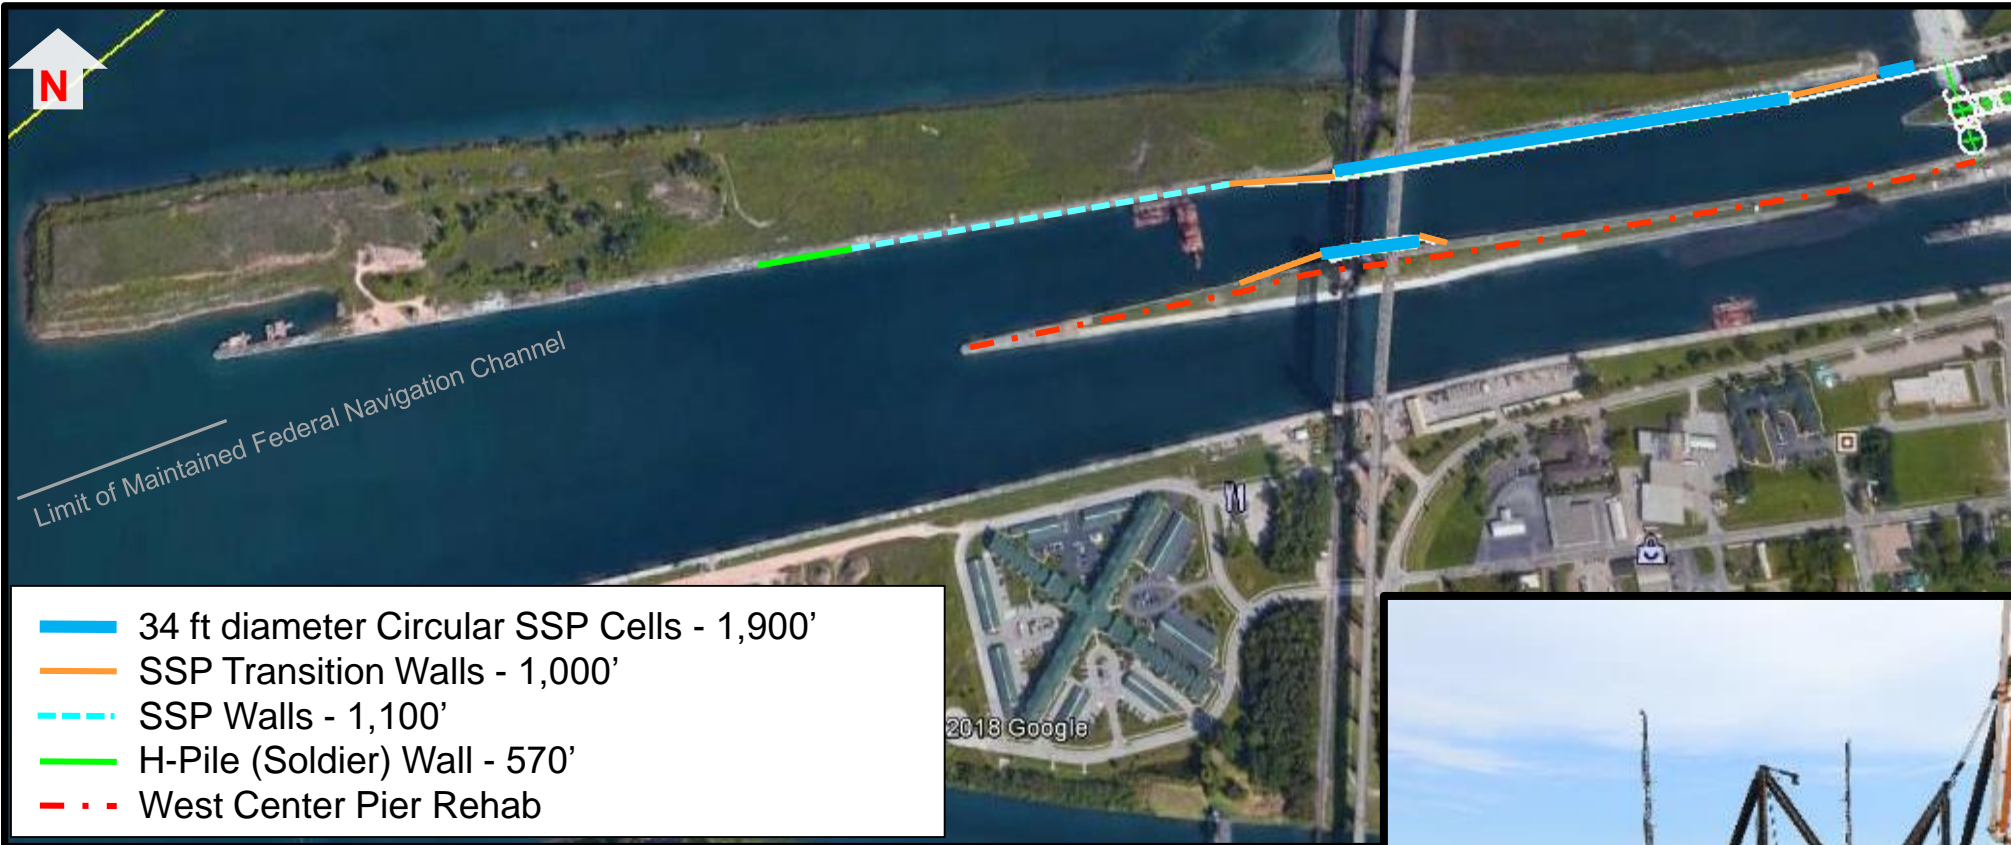 N
Limit of Maintained Federal Navigation Channel
34 ft diameter Circular SSP Cells - 1,900’
SSP Transition Walls - 1,000’
SSP Walls - 1,100’
H-Pile (Soldier) Wall - 570’
West Center Pier Rehab
2018 Google